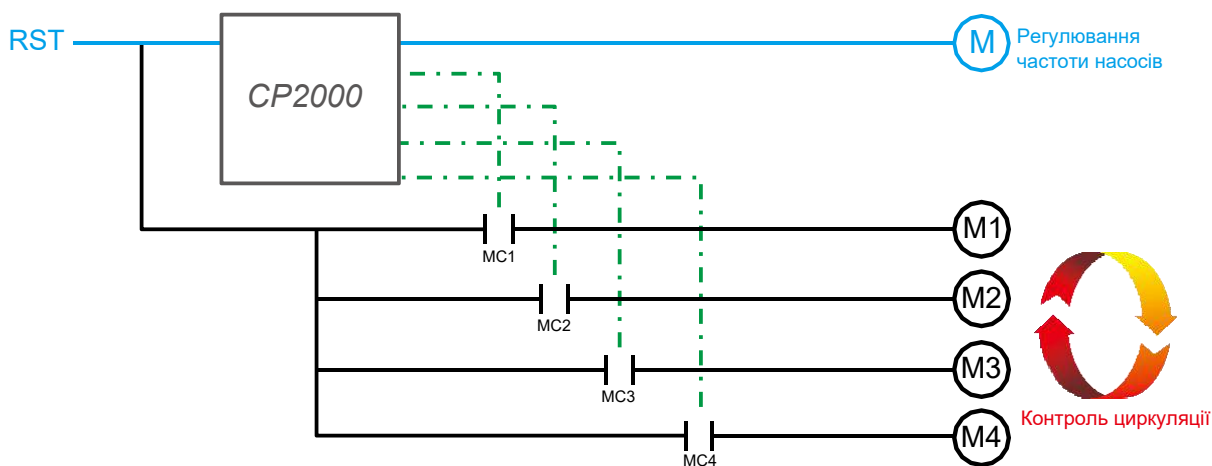 RST
CP2000
M
Регулювання
частоти насосів
M1
MC1
M2
MC2
M3
MC3
Контроль циркуляції
M4
MC4